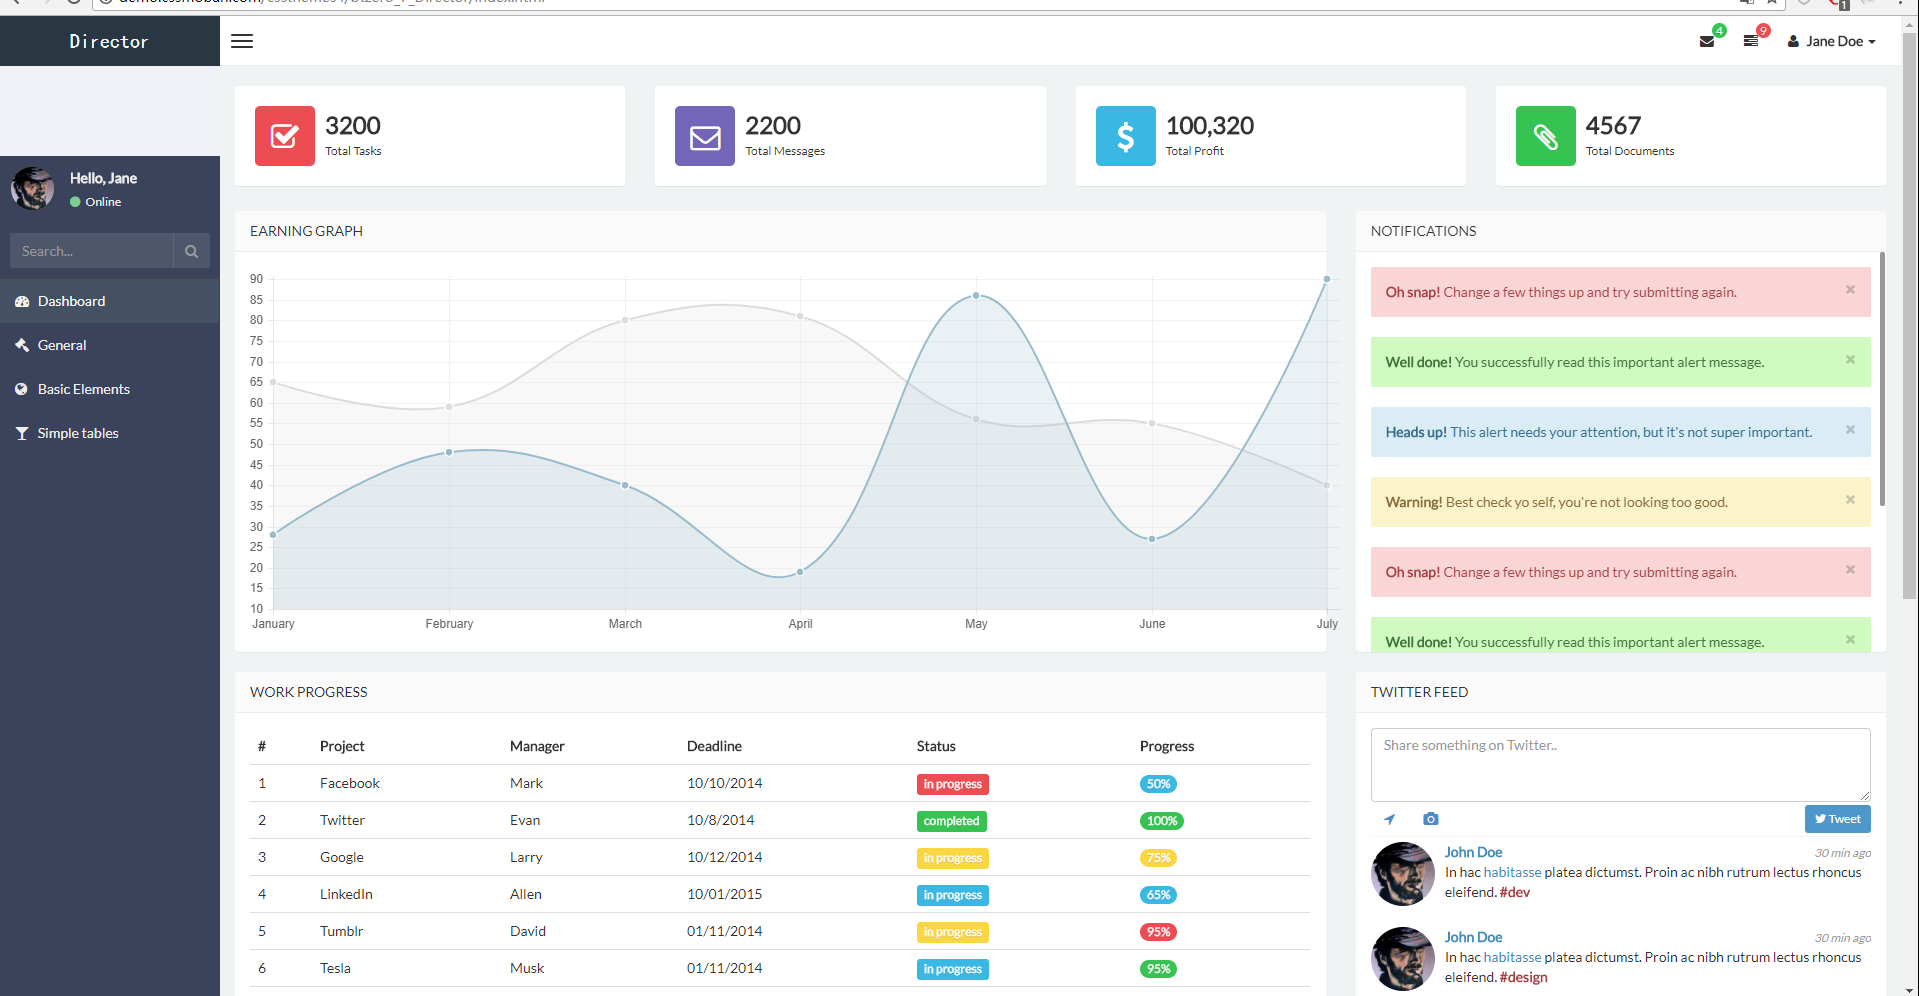 Director
4
9
Jane Doe
1
Hello, Jane
Online
Search...
Dashboard
General
Basic Elements
Simple tables
3200
Total Tasks
2200
Total Messages
100,320
Total Profit
4567
Total Documents
EARNING GRAPH
90
85
80
75
70
65
60
55
50
45
40
35
30
25
20
15
10
January February March April May June July
NOTIFICATIONS
Oh snap! Change a few things up and try submitting again. ×
Well done! You successfully read this important alert message. ×
Heads up! This alert needs your attention, but it's not super important. ×
Warning! Best check yo self, you're not looking too good. ×
Oh snap! Change a few things up and try submitting again. ×
Well done! You successfully read this important alert message. ×
WORK PROGRESS
# Project Manager Deadline Status Progress
1 Facebook Mark 10/10/2014 in progress 50%
2 Twitter Evan 10/8/2014 completed 100%
3 Google Larry 10/12/2014 in progress 75%
4 LinkedIn Allen 10/01/2015 in progress 65%
5 Tumblr David 01/11/2014 in progress 95%
6 Tesla Musk 01/11/2014 in progress 95%
TWITTER FEED
Share something on Twitter..
Tweet
John Doe 30 min ago
In hac habitasse platea dictumst. Proin ac nibh rutrum lectus rhoncus
eleifend. #dev
John Doe 30 min ago
In hac habitasse platea dictumst. Proin ac nibh rutrum lectus rhoncus
eleifend. #design